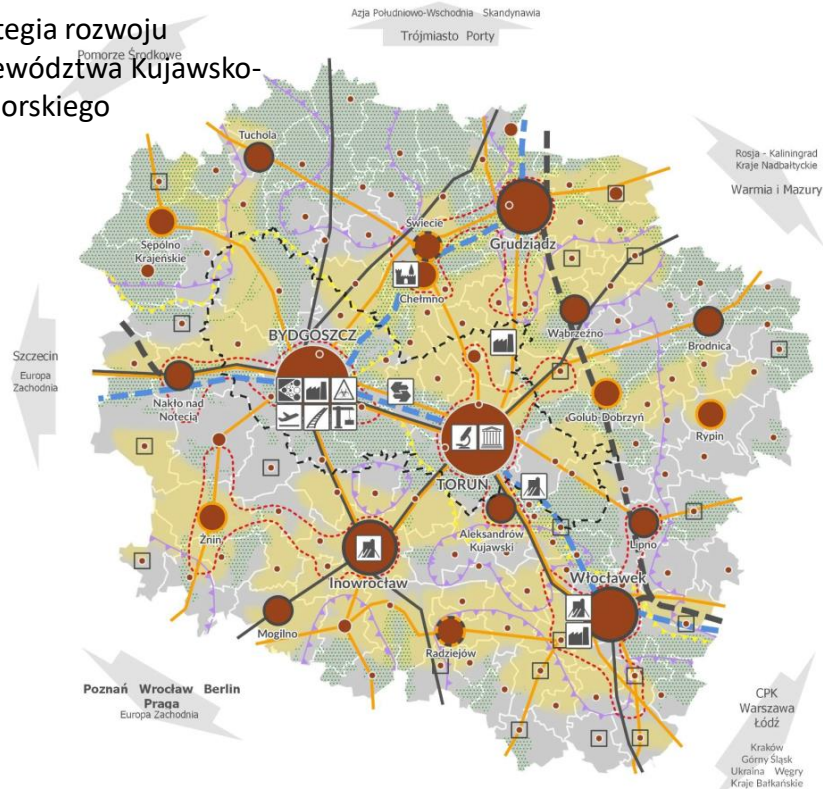 tegia rozwoju
ewództwa Kujawsko-
orskiego
Azja Południowo-Wschodnia Skandynawia
Trójmiasto Porty
Pomorze Środkowe
Rosja - Kaliningrad
Kraje Nadbałtyckie
Warmia i Mazury
Tuchola
Sępólno
Krajeńskie
Świecie
Grudziądz
Chełmno
BYDGOSZCZ
Wąbrzeźno
Brodnica
Szczecin
Europa
Zachodnia
Nakło nad
Notecią
Golub-Dobrzyń
Rypin
TORUŃ
Żnin
Aleksandrów
Kujawski
Lipno
Inowrocław
Włocławek
Mogilno
Radziejów
Poznań Wrocław Berlin
Praga
Europa Zachodnia
CPK
Warszawa
Łódź
Kraków
Górny Śląsk
Ukraina Węgry
Kraje Bałkańskie